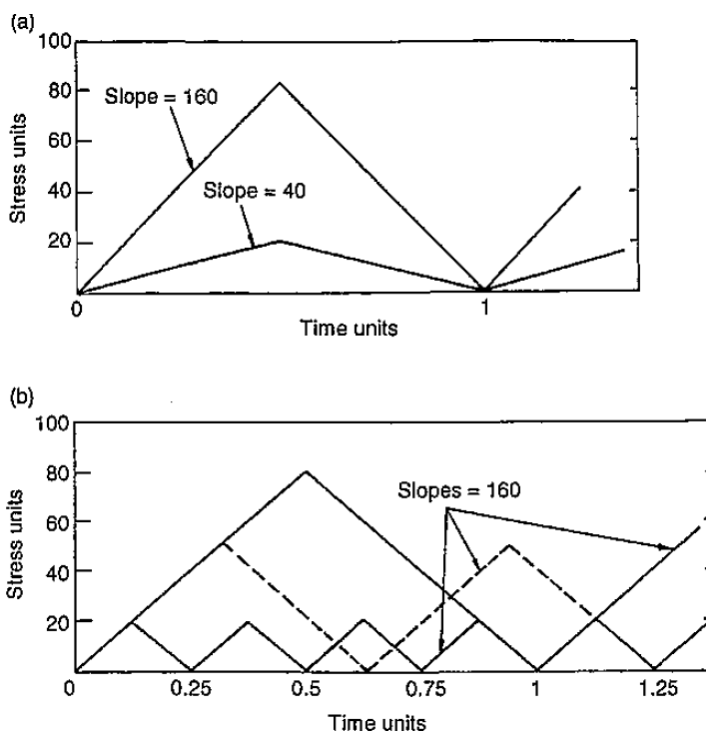 (a)
100
80
60
40
20
0
Stress units
Slope = 160
Slope = 40
1
Time units
(b)
100
80
60
40
20
Stress units
Slopes = 160
0
0.25
0.5
0.75
1
1.25
Time units